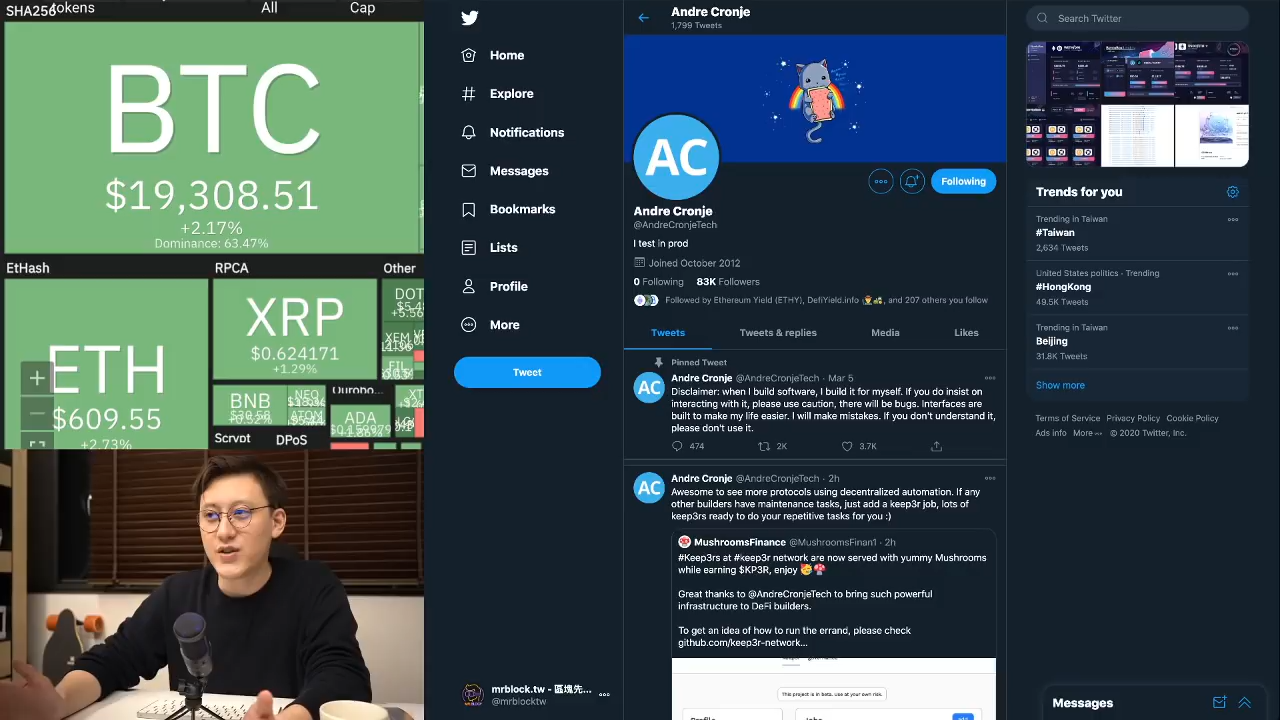 SHA256
okens
All
Cap
BTC
$19,308.51
+2.17%
Dominance: 63.47%
EtHash
RPCA
Other
ETH
$609.55
+2.73%
XRP
$0.624171
+1.29%
DOT
BNB
$30.56
+0.52%
NEO
ATOM
Ourobo...
ADA
+1.86%
Scrypt
DPoS
Home
Explore
Notifications
Messages
Bookmarks
Lists
Profile
More
Tweet
mrblock.tw - 區塊先...
@mrblocktw
Andre Cronje
1,799 Tweets
AC
Following
Andre Cronje
@AndreCronjeTech
I test in prod
Joined October 2012
0 Following 83K Followers
Followed by Ethereum Yield (ETHY), DefiYield.info, and 207 others you follow
Tweets
Tweets & replies
Media
Likes
Pinned Tweet
AC
Andre Cronje @AndreCronjeTech · Mar 5
Disclaimer: when I build software, I build it for myself. If you do insist on
interacting with it, please use caution, there will be bugs. Interfaces are
built to make my life easier. I will make mistakes. If you don't understand it,
please don't use it.
474
2K
3.7K
AC
Andre Cronje @AndreCronjeTech · 2h
Awesome to see more protocols using decentralized automation. If any
other builders have maintenance tasks, just add a keep3r job, lots of
keep3rs ready to do your repetitive tasks for you :)
MushroomsFinance @MushroomsFinan1 · 2h
#Keep3rs at #keep3r network are now served with yummy Mushrooms
while earning $KP3R, enjoy
Great thanks to @AndreCronjeTech to bring such powerful
infrastructure to DeFi builders.
To get an idea of how to run the errand, please check
github.com/keep3r-network...
This project is in beta. Use at your own risk.
Profile
Jobs
Search Twitter
Trends for you
Trending in Taiwan
#Taiwan
2,634 Tweets
United States politics · Trending
#HongKong
49.5K Tweets
Trending in Taiwan
Beijing
31.8K Tweets
Show more
Terms of Service Privacy Policy Cookie Policy
Ads info More © 2020 Twitter, Inc.
Messages